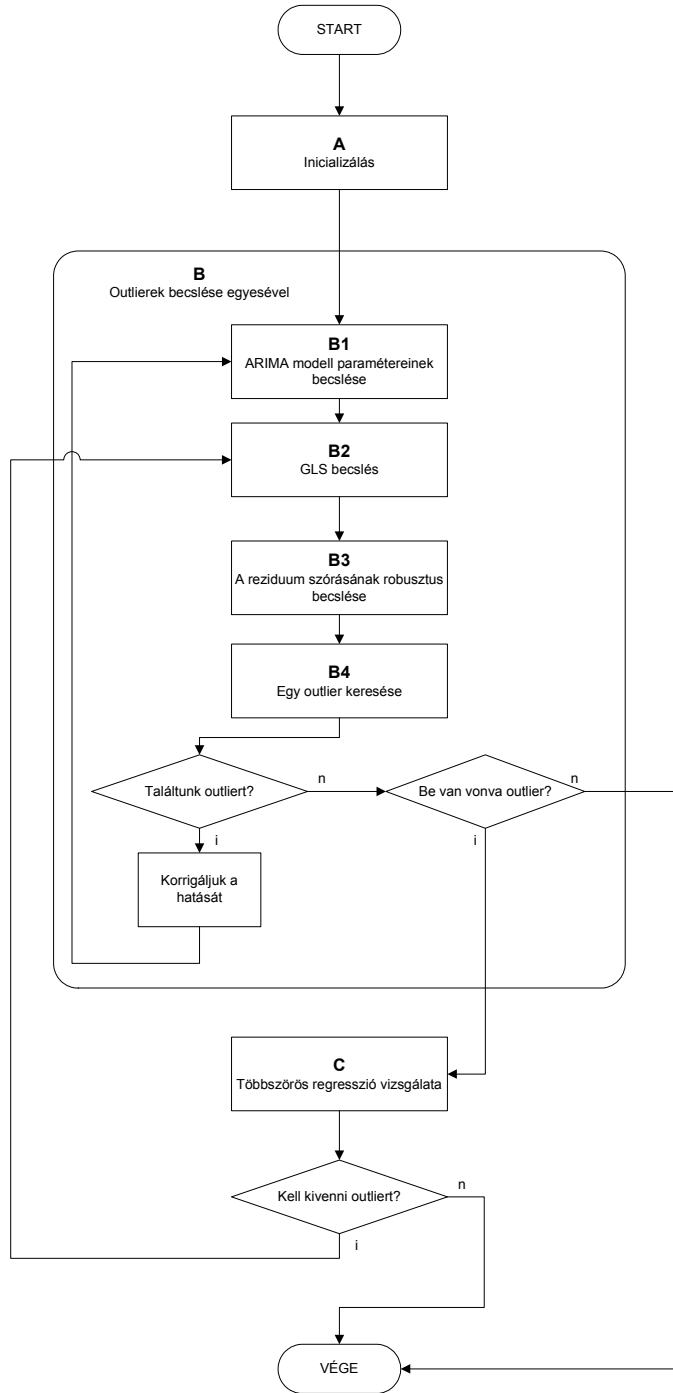 START
A
Inicializálás
B
Outlierek becslése egyesével
B1
ARIMA modell paramétereinek
becslése
B2
GLS becslés
B3
A reziduum szórásának robusztus
becslése
B4
Egy outlier keresése
Találtunk outliert?
n
Be van vonva outlier?
n
i
i
Korrigáljuk a
hatását
C
Többszörös regresszió vizsgálata
Kell kivenni outliert?
n
i
VÉGE